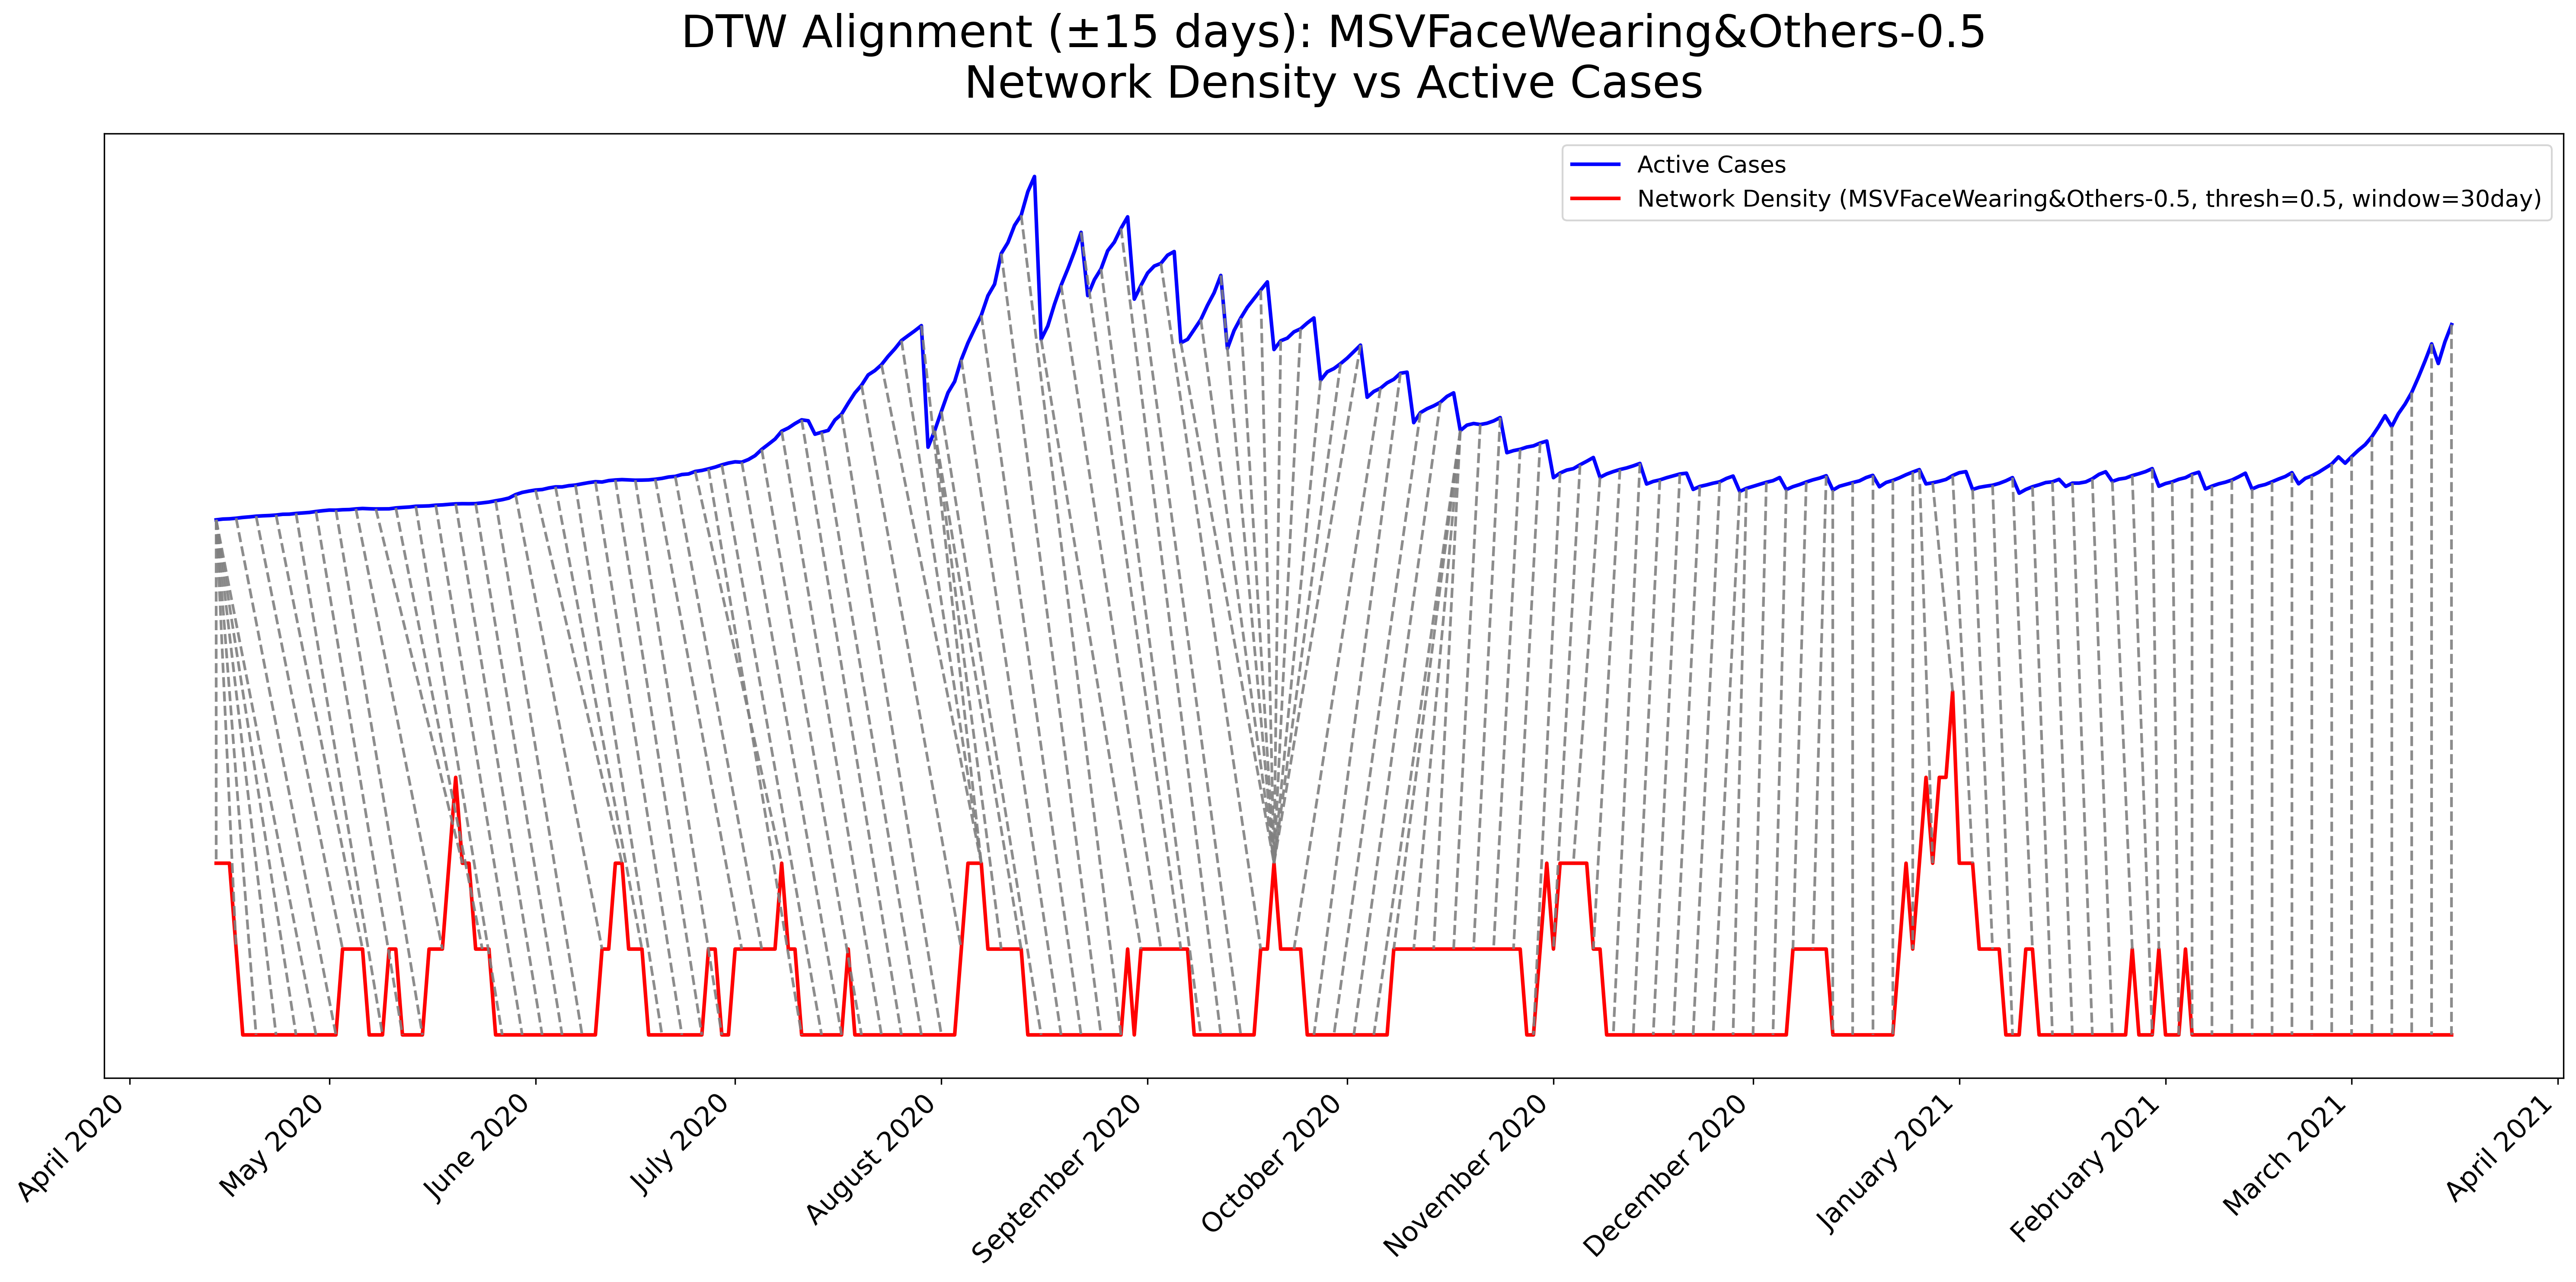 DTW Alignment (±15 days): MSVFaceWearing&Others-0.5
Network Density vs Active Cases
Active Cases
Network Density (MSVFaceWearing&Others-0.5, thresh=0.5, window=30day)
April 2020
May 2020
June 2020
July 2020
August 2020
September 2020
October 2020
November 2020
December 2020
January 2021
February 2021
March 2021
April 2021